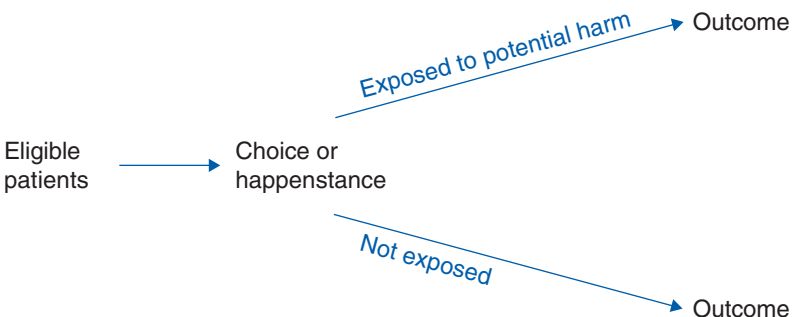 Exposed to potential harm
Outcome
Eligible
patients
Choice or
happenstance
Not exposed
Outcome